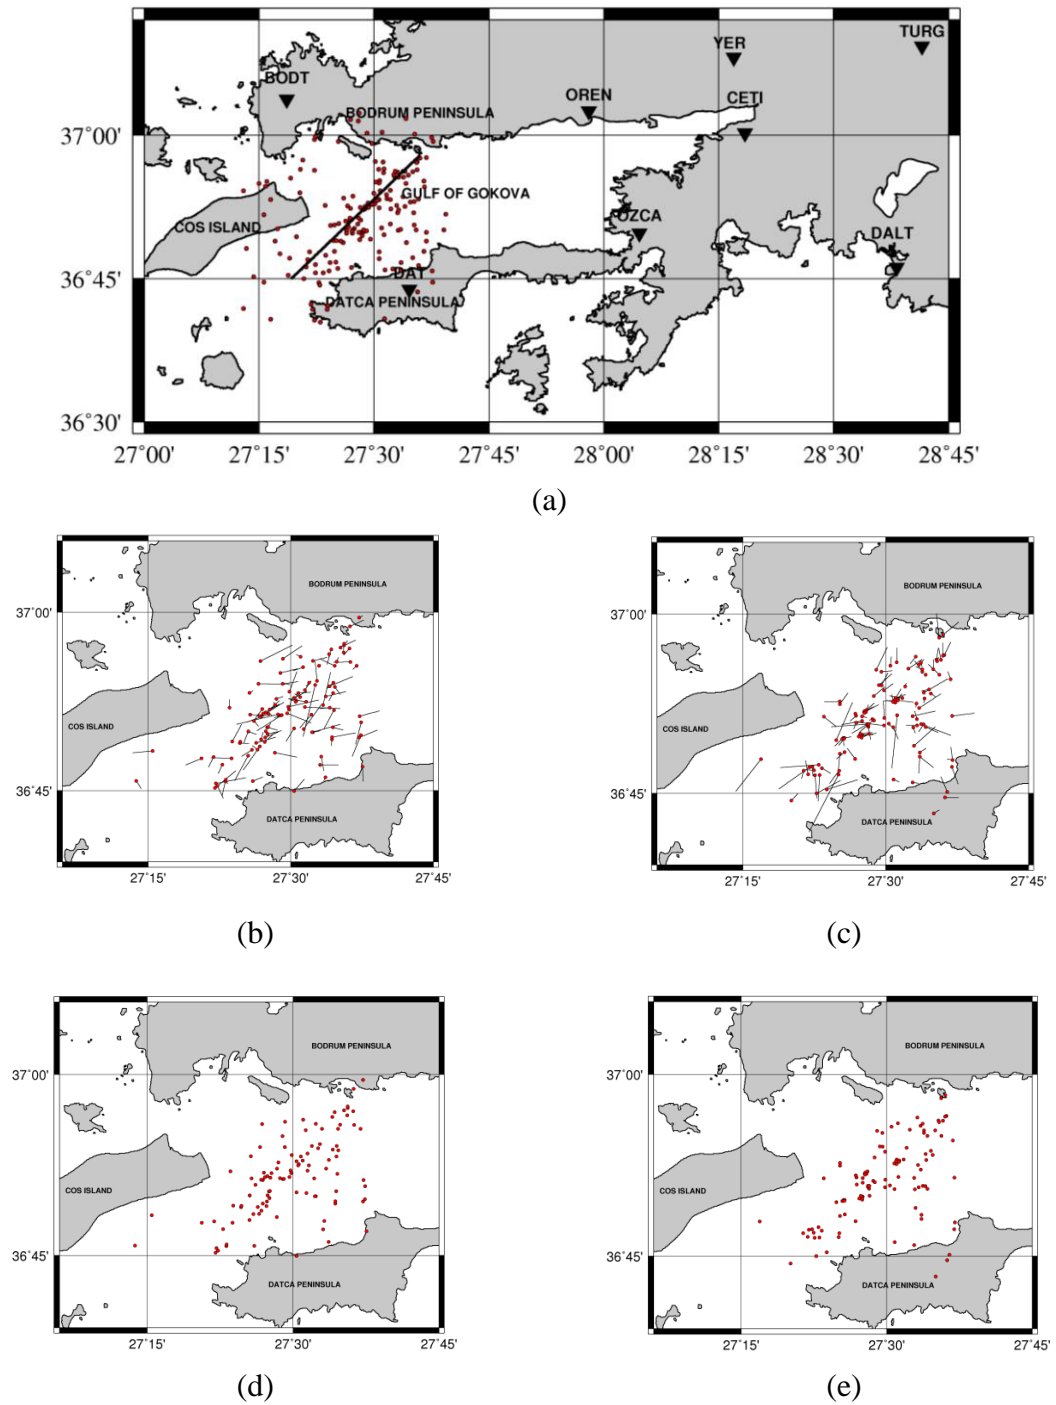 TURG
YER
BODT
CETI
OREN
BODRUM PENINSULA
37°00'
GULF OF GOKOVA
OZCA
COS ISLAND
DALT
DAT
36°45'
DATCA PENINSULA
36°30'
27°00' 27°15' 27°30' 27°45' 28°00' 28°15' 28°30' 28°45'
(a)
BODRUM PENINSULA
37°00'
COS ISLAND
36°45'
DATCA PENINSULA
27°15' 27°30' 27°45'
(b)
BODRUM PENINSULA
37°00'
COS ISLAND
36°45'
DATCA PENINSULA
27°15' 27°30' 27°45'
(c)
BODRUM PENINSULA
37°00'
COS ISLAND
36°45'
DATCA PENINSULA
27°15' 27°30' 27°45'
(d)
BODRUM PENINSULA
37°00'
COS ISLAND
36°45'
DATCA PENINSULA
27°15' 27°30' 27°45'
(e)